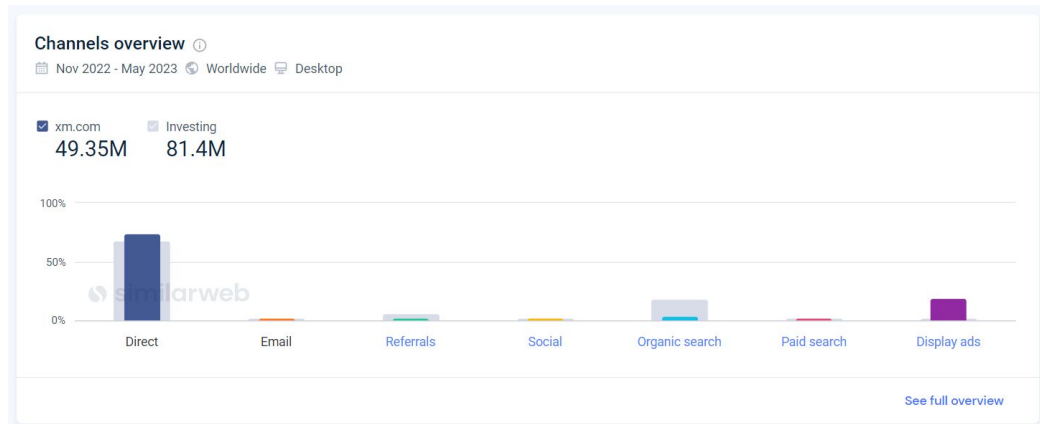 Channels overview
Nov 2022 - May 2023 Worldwide Desktop
xm.com Investing
49.35M 81.4M
100%
50%
similarweb
0%
Direct Email Referrals Social Organic search Paid search Display ads
See full overview